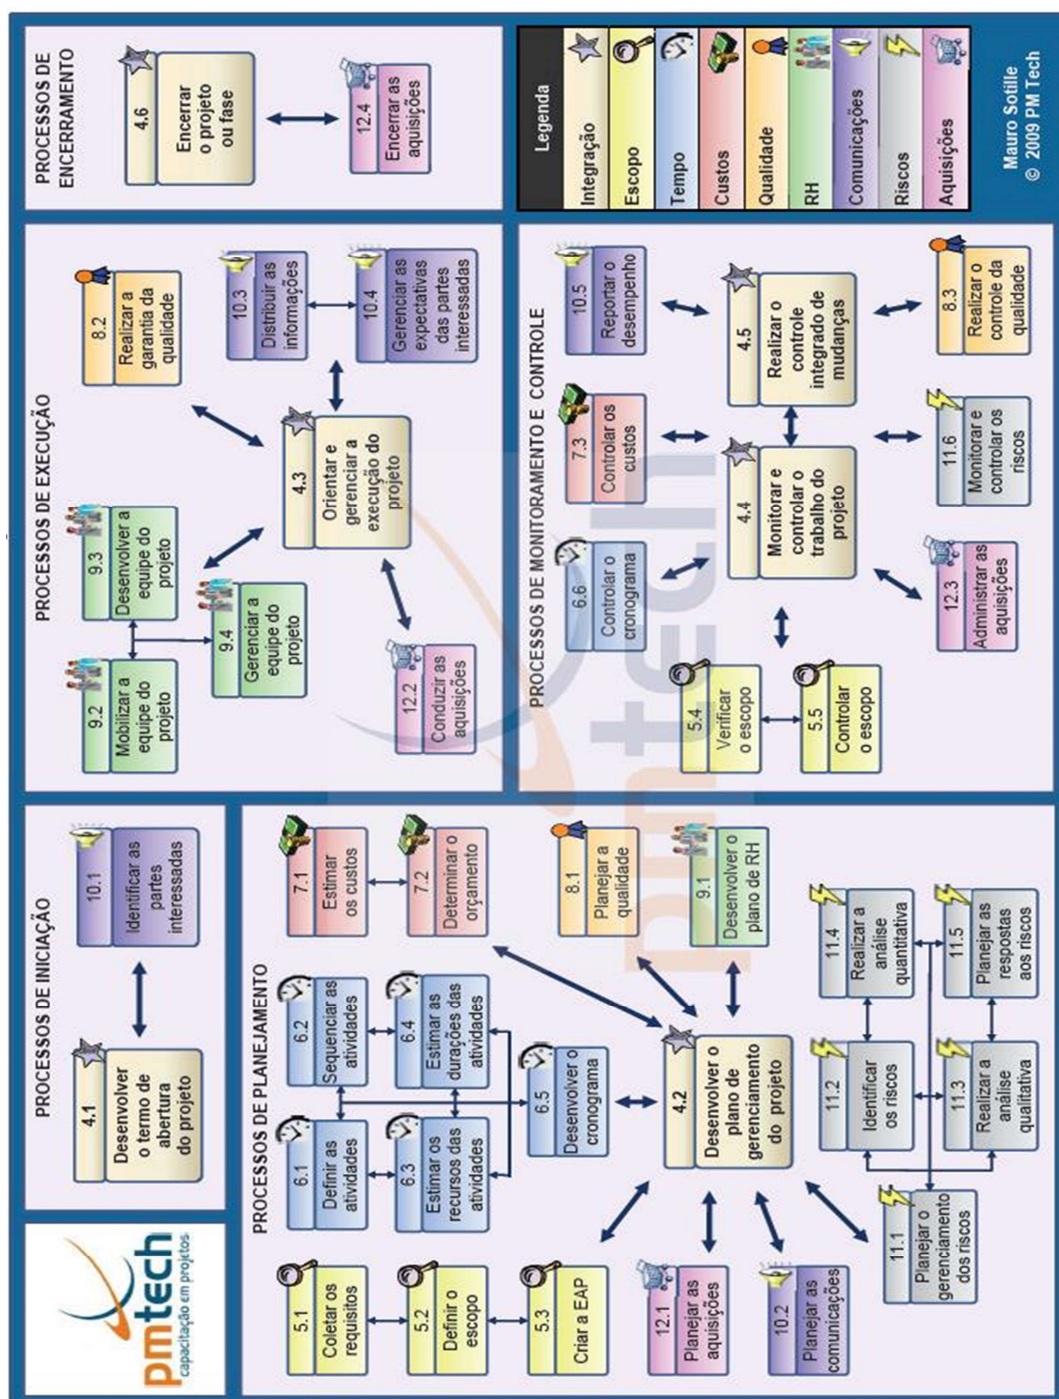 pmtech
capacitação em projetos
PROCESSOS DE INICIAÇÃO
4.1
Desenvolver
o termo de
abertura
do projeto
10.1
Identificar as
partes
interessadas
PROCESSOS DE EXECUÇÃO
9.2
Mobilizar a
equipe do
projeto
9.3
Desenvolver a
equipe do
projeto
9.4
Gerenciar a
equipe do
projeto
8.2
Realizar a
garantia da
qualidade
12.2
Conduzir as
aquisições
4.3
Orientar e
gerenciar a
execução do
projeto
10.3
Distribuir as
informações
10.4
Gerenciar as
expectativas
das partes
interessadas
PROCESSOS DE
ENCERRAMENTO
4.6
Encerrar
o projeto
ou fase
12.4
Encerrar as
aquisições
PROCESSOS DE PLANEJAMENTO
5.1
Coletar os
requisitos
5.2
Definir o
escopo
5.3
Criar a EAP
6.1
Definir as
atividades
6.2
Sequenciar as
atividades
6.3
Estimar os
recursos das
atividades
6.4
Estimar as
durações das
atividades
6.5
Desenvolver o
cronograma
7.1
Estimar
os custos
7.2
Determinar o
orçamento
8.1
Planejar a
qualidade
9.1
Desenvolver o
plano de RH
4.2
Desenvolver o
plano de
gerenciamento
do projeto
12.1
Planejar as
aquisições
10.2
Planejar as
comunicações
11.1
Planejar o
gerenciamento
dos riscos
11.2
Identificar
os riscos
11.3
Realizar a
análise
qualitativa
11.4
Realizar a
análise
quantitativa
11.5
Planejar as
respostas
aos riscos
PROCESSOS DE MONITORAMENTO E CONTROLE
5.4
Verificar
o escopo
5.5
Controlar
o escopo
6.6
Controlar o
cronograma
7.3
Controlar os
custos
10.5
Reportar o
desempenho
4.4
Monitorar e
controlar o
trabalho do
projeto
4.5
Realizar o
controle
integrado de
mudanças
12.3
Administrar as
aquisições
11.6
Monitorar e
controlar os
riscos
8.3
Realizar o
controle da
qualidade
Legenda
Integração
Escopo
Tempo
Custos
Qualidade
RH
Comunicações
Riscos
Aquisições
Mauro Sotille
© 2009 PM Tech
pmtech